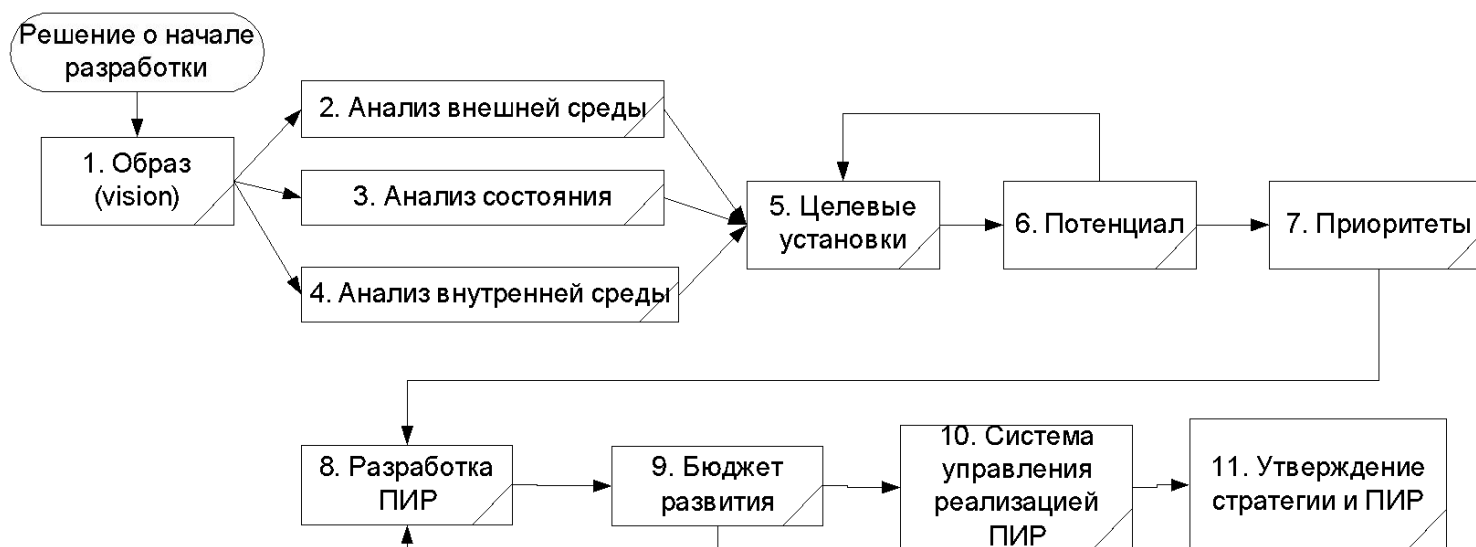 Решение о начале
разработки
1. Образ
(vision)
2. Анализ внешней среды
3. Анализ состояния
4. Анализ внутренней среды
5. Целевые
установки
6. Потенциал
7. Приоритеты
8. Разработка
ПИР
9. Бюджет
развития
10. Система
управления
реализацией
ПИР
11. Утверждение
стратегии и ПИР